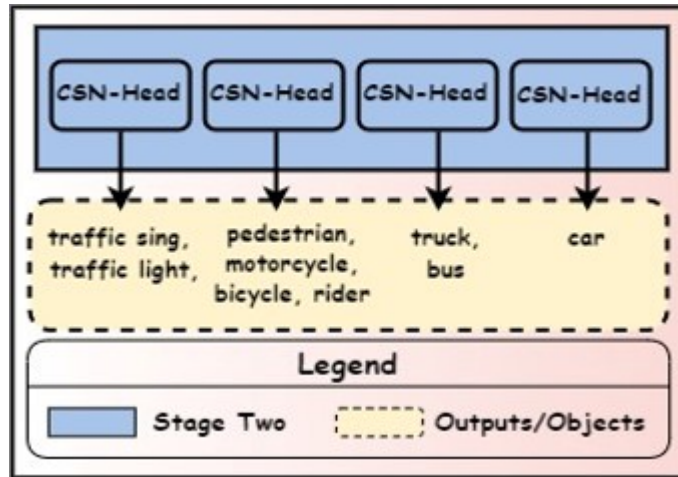 CSN-Head CSN-Head CSN-Head CSN-Head
traffic sing,
traffic light,
pedestrian,
motorcycle,
bicycle, rider
truck,
bus
car
Legend
Stage Two
Outputs/Objects